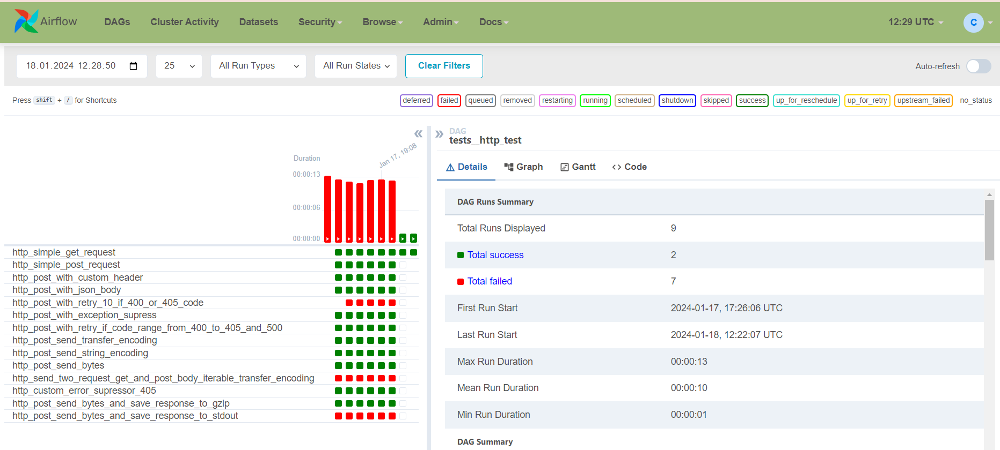 Airflow DAGs Cluster Activity Datasets Security Browse Admin Docs 12:29 UTC C
18.01.2024 12:28:50 25 All Run Types All Run States Clear Filters Auto-refresh
Press shift + / for Shortcuts deferred failed queued removed restarting running scheduled shutdown skipped success up_for_reschedule up_for_retry upstream_failed no_status
Duration
Jan 17, 19:08
00:00:13
00:00:06
00:00:00
http_simple_get_request
http_simple_post_request
http_post_with_custom_header
http_post_with_json_body
http_post_with_retry_10_if_400_or_405_code
http_post_with_exception_supress
http_post_with_retry_if_code_range_from_400_to_405_and_500
http_post_send_transfer_encoding
http_post_send_string_encoding
http_post_send_bytes
http_send_two_request_get_and_post_body_iterable_transfer_encoding
http_custom_error_supressor_405
http_post_send_bytes_and_save_response_to_gzip
http_post_send_bytes_and_save_response_to_stdout
DAG
tests__http_test
Details Graph Gantt <> Code
DAG Runs Summary
Total Runs Displayed 9
Total success 2
Total failed 7
First Run Start 2024-01-17, 17:26:06 UTC
Last Run Start 2024-01-18, 12:22:07 UTC
Max Run Duration 00:00:13
Mean Run Duration 00:00:10
Min Run Duration 00:00:01
DAG Summary